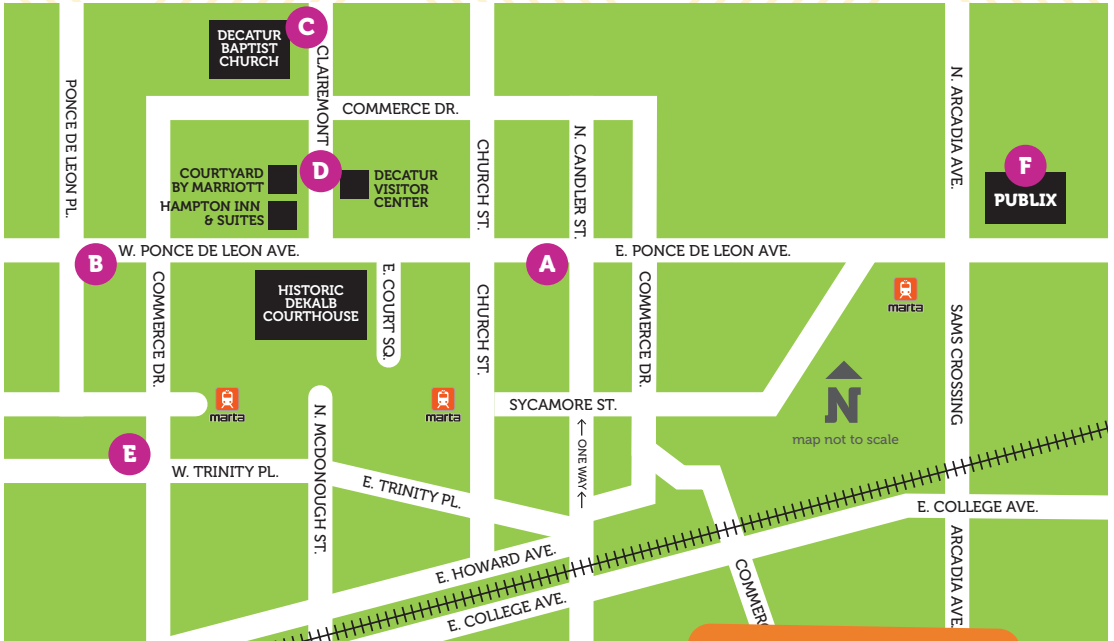 C
DECATUR
BAPTIST
CHURCH
CLAIREMONT
PONCE DE LEON PL.
COMMERCE DR.
N. ARCADIA AVE.
CHURCH ST.
N. CANDLER ST.
COURTYARD
BY MARRIOTT
HAMPTON INN
& SUITES
D
DECATUR
VISITOR
CENTER
F
PUBLIX
B
W. PONCE DE LEON AVE.
A
E. PONCE DE LEON AVE.
COMMERCE DR.
HISTORIC
DEKALB
COURTHOUSE
E. COURT SQ.
CHURCH ST.
COMMERCE DR.
marta
SAMS CROSSING
marta
marta
SYCAMORE ST.
N
map not to scale
E
W. TRINITY PL.
N. MCDONOUGH ST.
E. TRINITY PL.
ONE WAY
E. HOWARD AVE.
E. COLLEGE AVE.
E. COLLEGE AVE.
COMMERC
ARCADIA AVE.